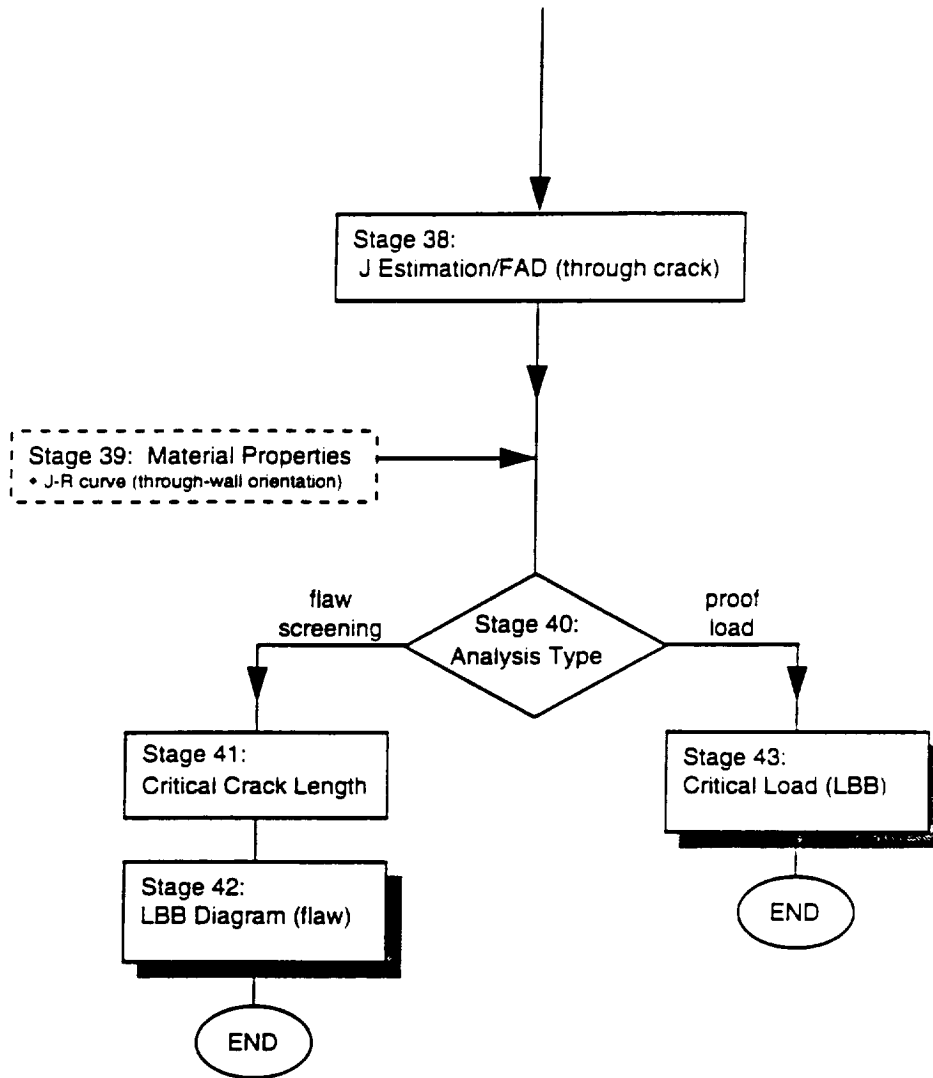 Stage 38:
J Estimation/FAD (through crack)
Stage 39: Material Properties
• J-R curve (through-wall orientation)
flaw
screening
Stage 40:
Analysis Type
proof
load
Stage 41:
Critical Crack Length
Stage 43:
Critical Load (LBB)
Stage 42:
LBB Diagram (flaw)
END
END